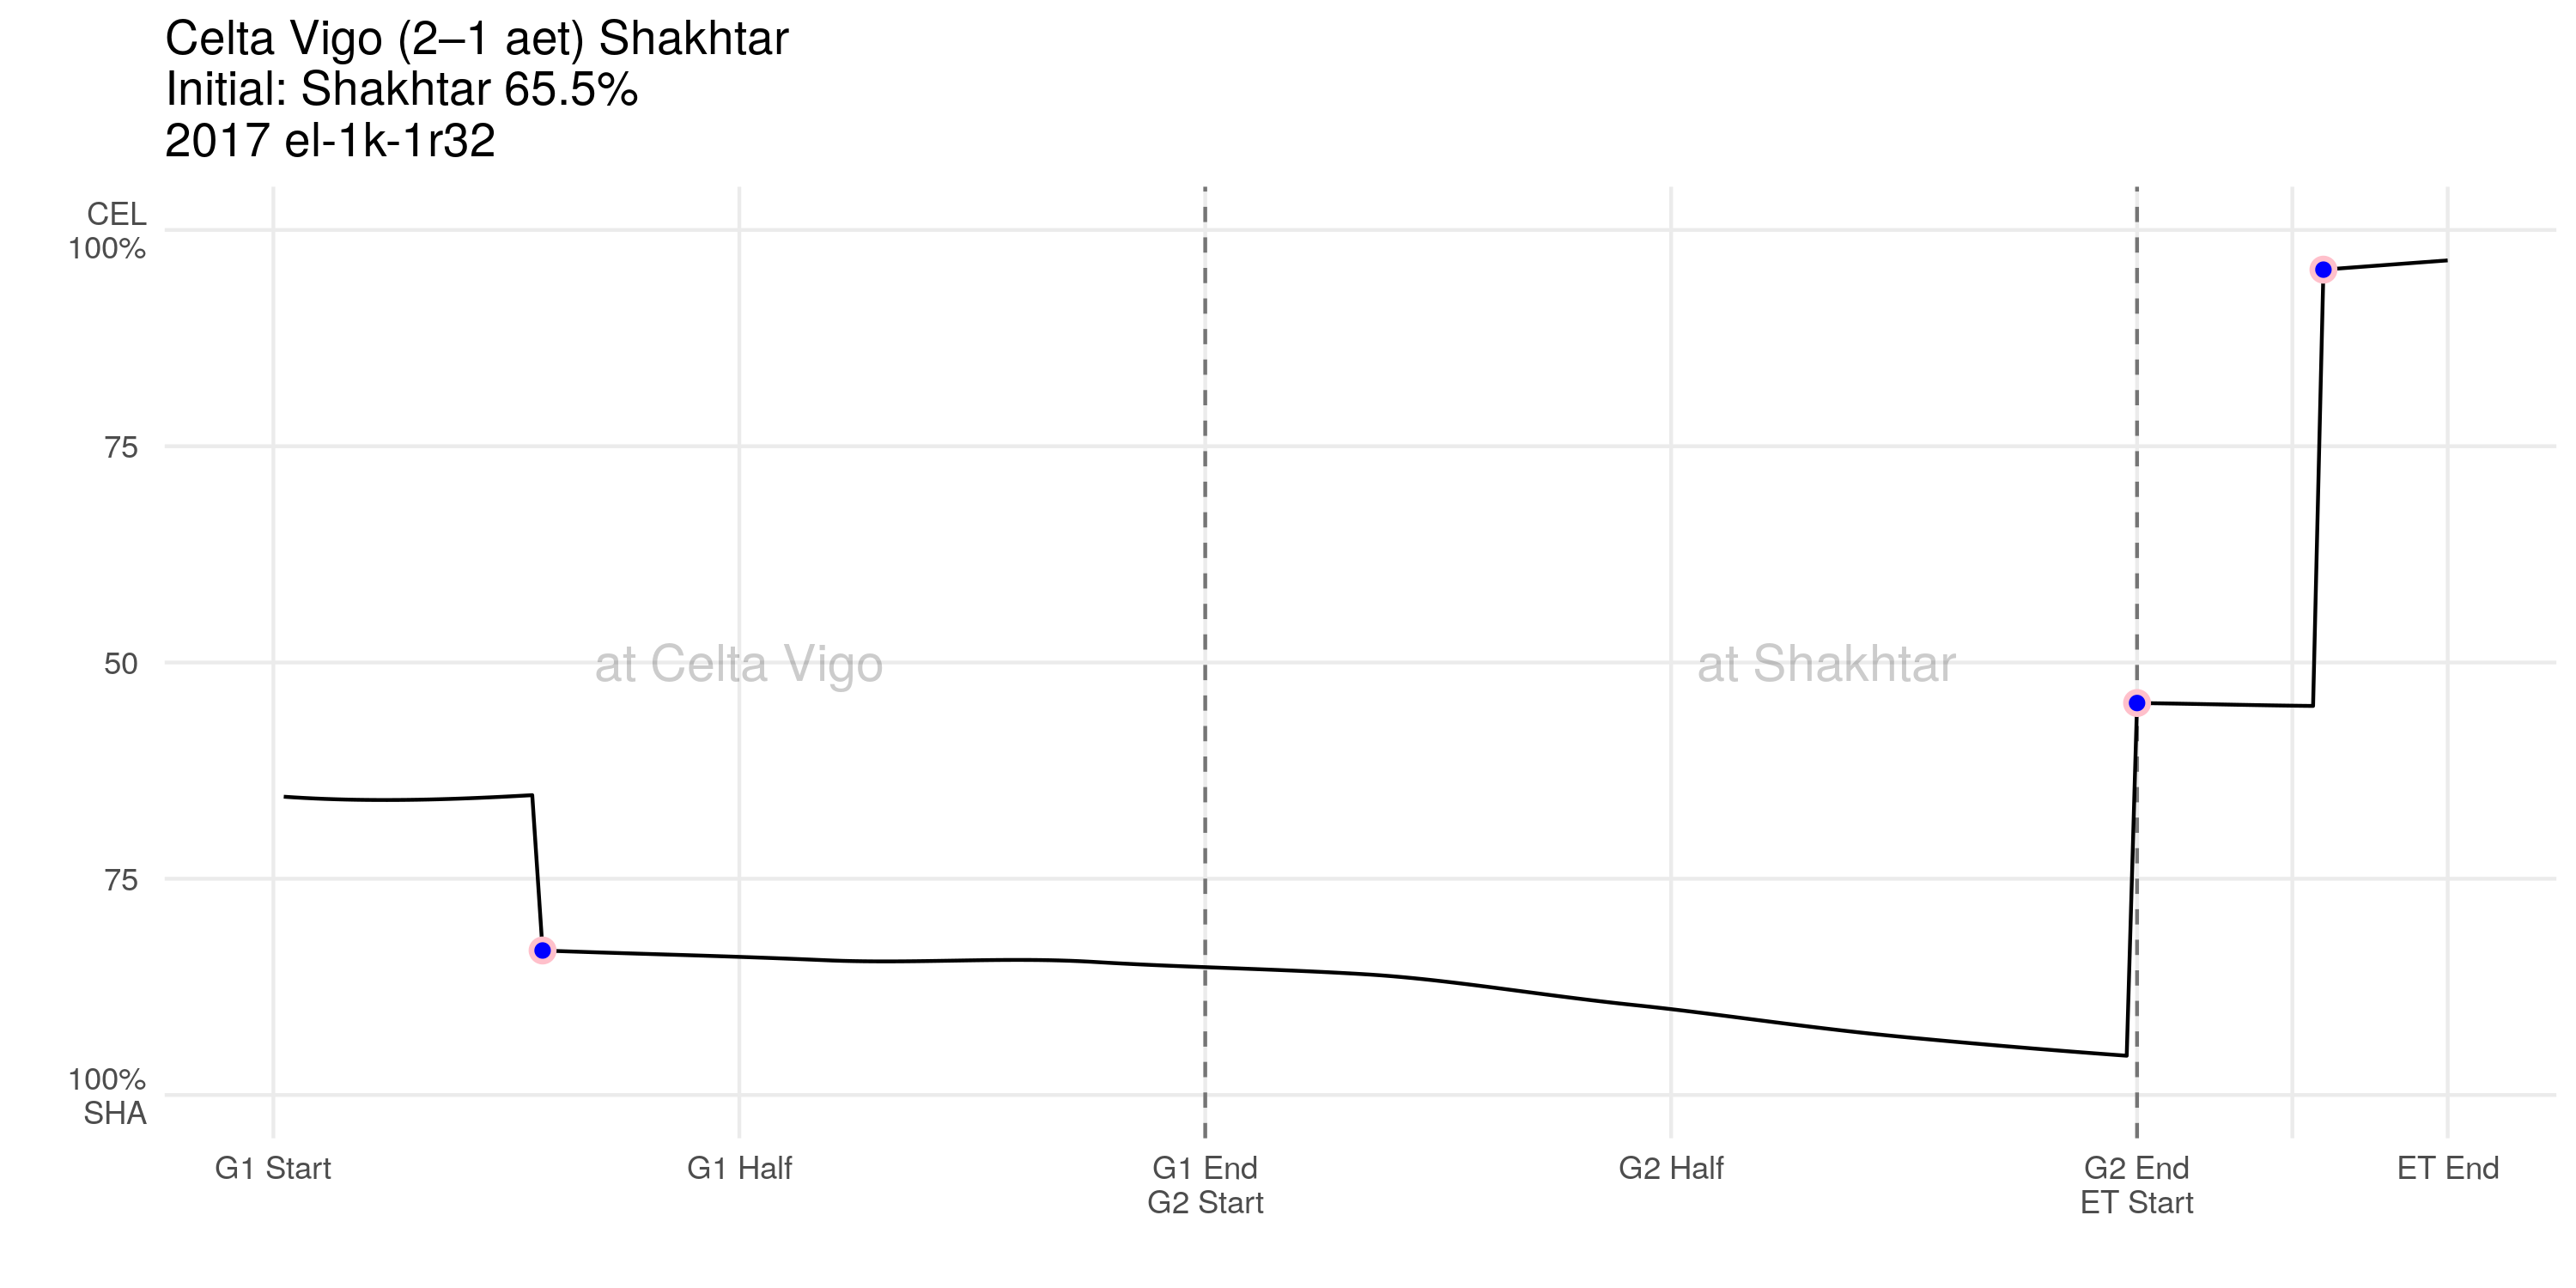 Celta Vigo (2–1 aet) Shakhtar
Initial: Shakhtar 65.5%
2017 el-1k-1r32
CEL
100%
75
50
75
100%
SHA
at Celta Vigo
at Shakhtar
G1 Start
G1 Half
G1 End
G2 Start
G2 Half
G2 End
ET Start
ET End